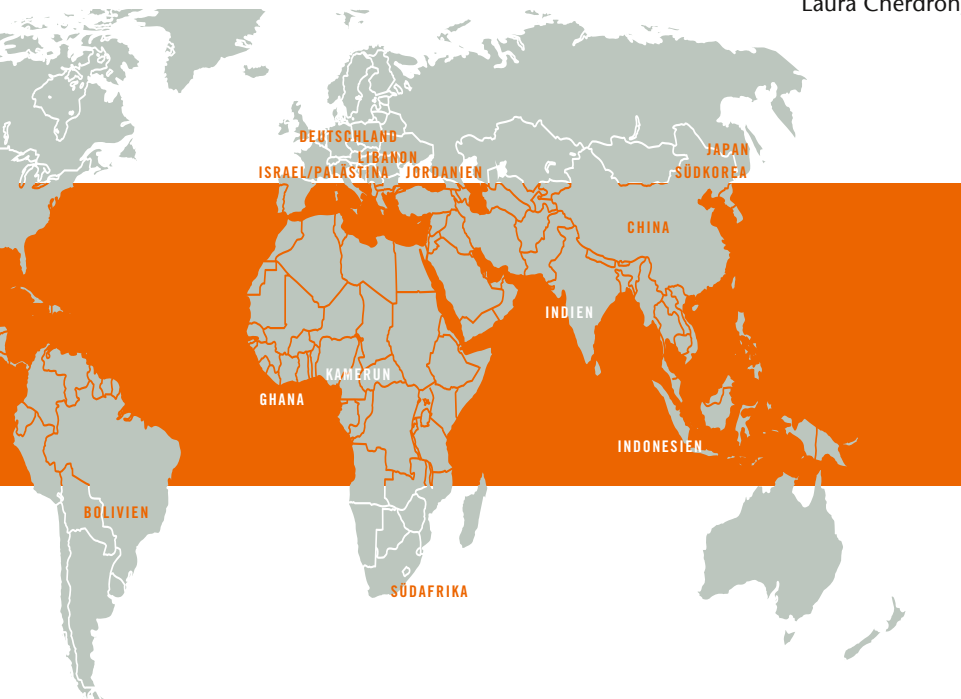 Laura Cherdron
DEUTSCHLAND
JAPAN
LIBANON
ISRAEL/PALÄSTINA JORDANIEN
SÜDKOREA
CHINA
INDIEN
KAMERUN
GHANA
INDONESIEN
BOLIVIEN
SÜDAFRIKA